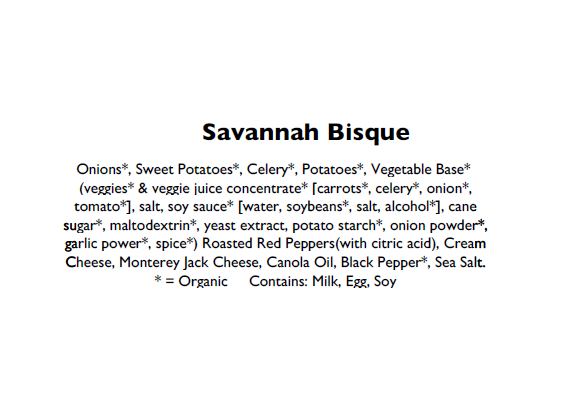 Savannah Bisque
Onions*, Sweet Potatoes*, Celery*, Potatoes*, Vegetable Base*
(veggies* & veggie juice concentrate* [carrots*, celery*, onion*,
tomato*], salt, soy sauce* [water, soybeans*, salt, alcohol*], cane
sugar*, maltodextrin*, yeast extract, potato starch*, onion powder*,
garlic power*, spice*) Roasted Red Peppers(with citric acid), Cream
Cheese, Monterey Jack Cheese, Canola Oil, Black Pepper*, Sea Salt.
* = Organic Contains: Milk, Egg, Soy